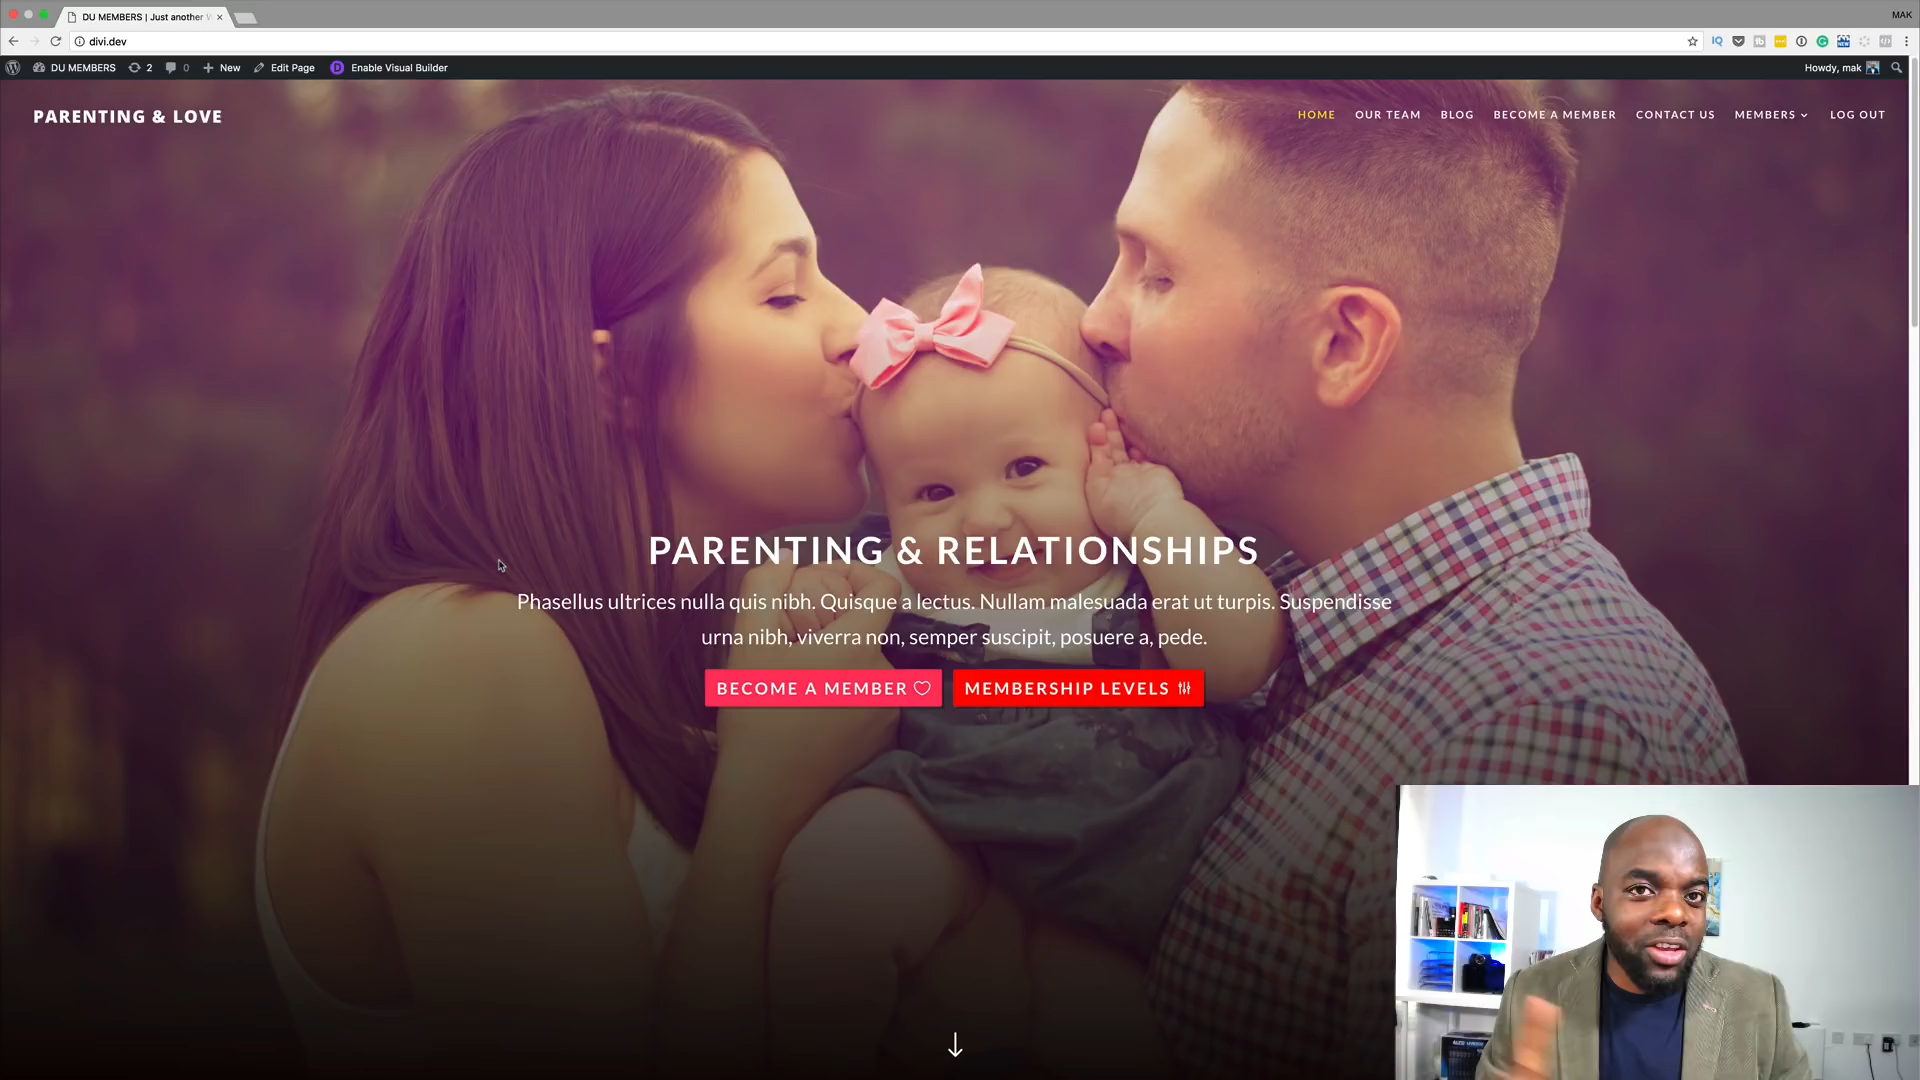 MAK
DU MEMBERS | Just another W
divi.dev
DU MEMBERS 2 0 New Edit Page Enable Visual Builder
Howdy, mak
PARENTING & LOVE
HOME OUR TEAM BLOG BECOME A MEMBER CONTACT US MEMBERS LOG OUT
PARENTING & RELATIONSHIPS
Phasellus ultrices nulla quis nibh. Quisque a lectus. Nullam malesuada erat ut turpis. Suspendisse
urna nibh, viverra non, semper suscipit, posuere a, pede.
BECOME A MEMBER MEMBERSHIP LEVELS